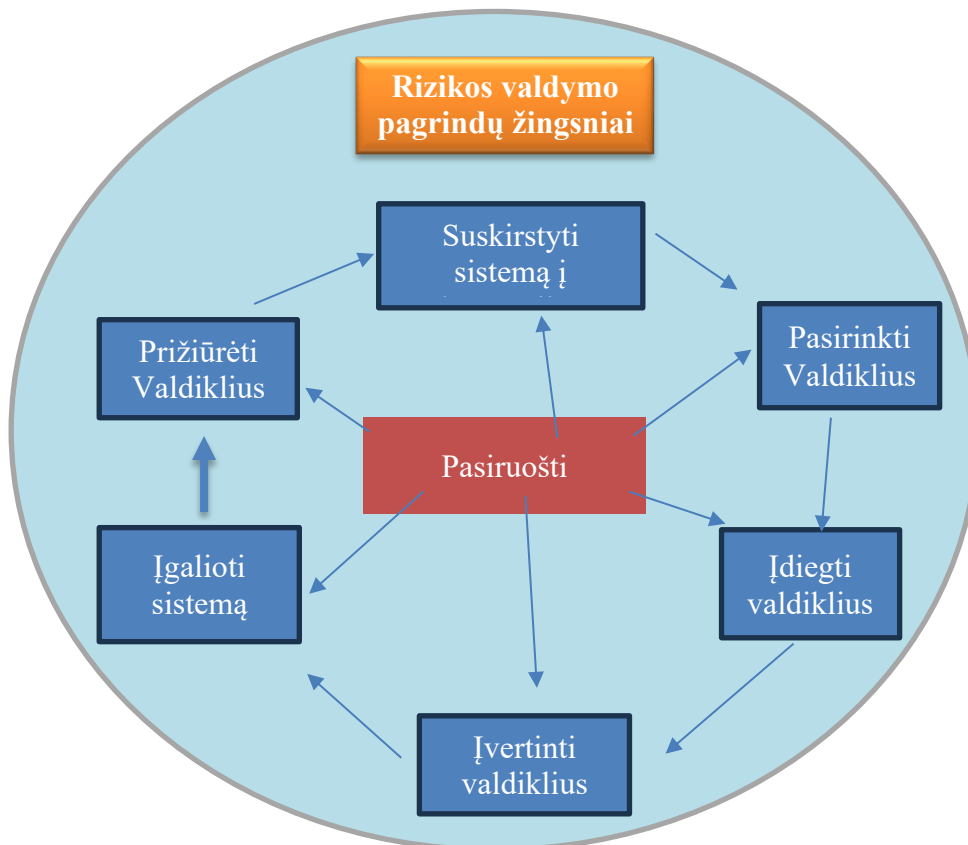 Rizikos valdymo
pagrindų žingsniai
Suskirstyti
sistemą į
Pasirinkti
Valdiklius
Įdiegti
valdiklius
Įvertinti
valdiklius
Įgalioti
sistemą
Prižiūrėti
Valdiklius
Pasiruošti